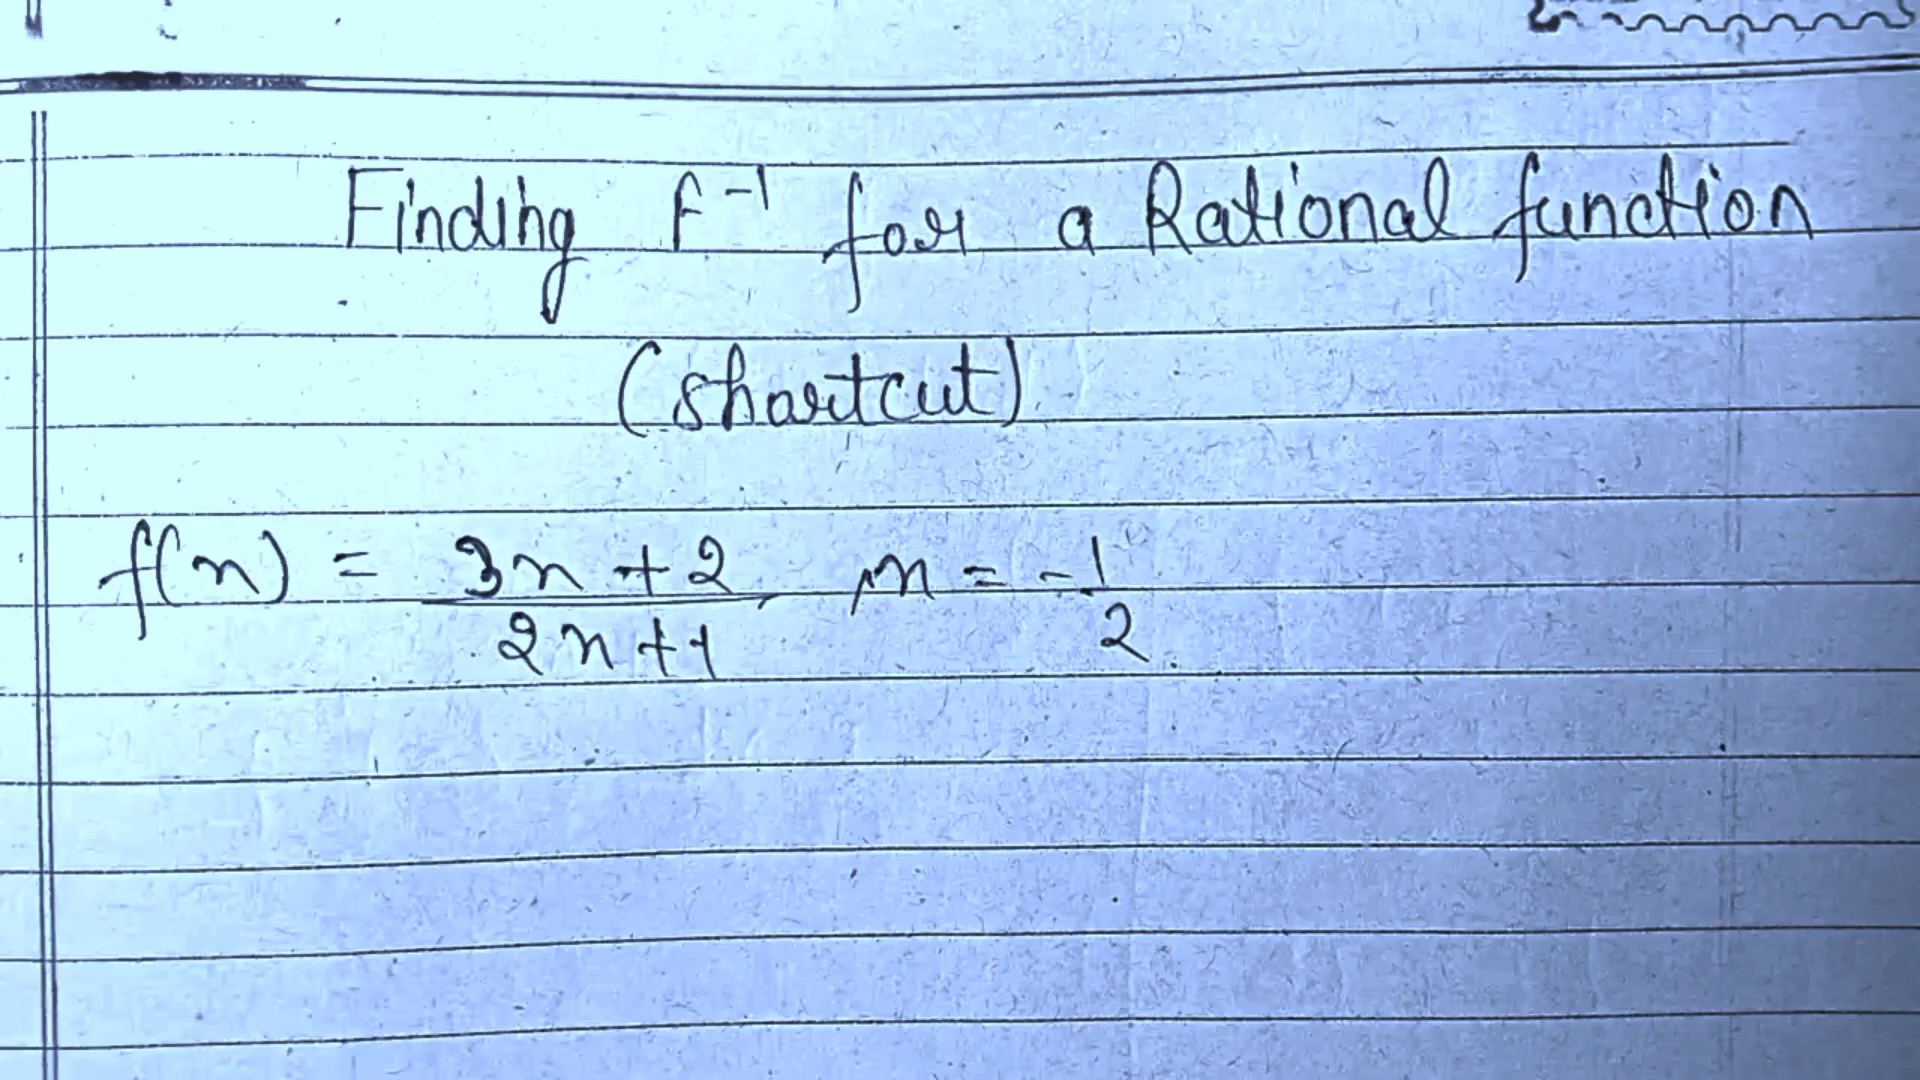 Finding f⁻¹ for a Rational function
(shortcut)
f(x) = 3x + 2 / 2x + 1, x = -1/2